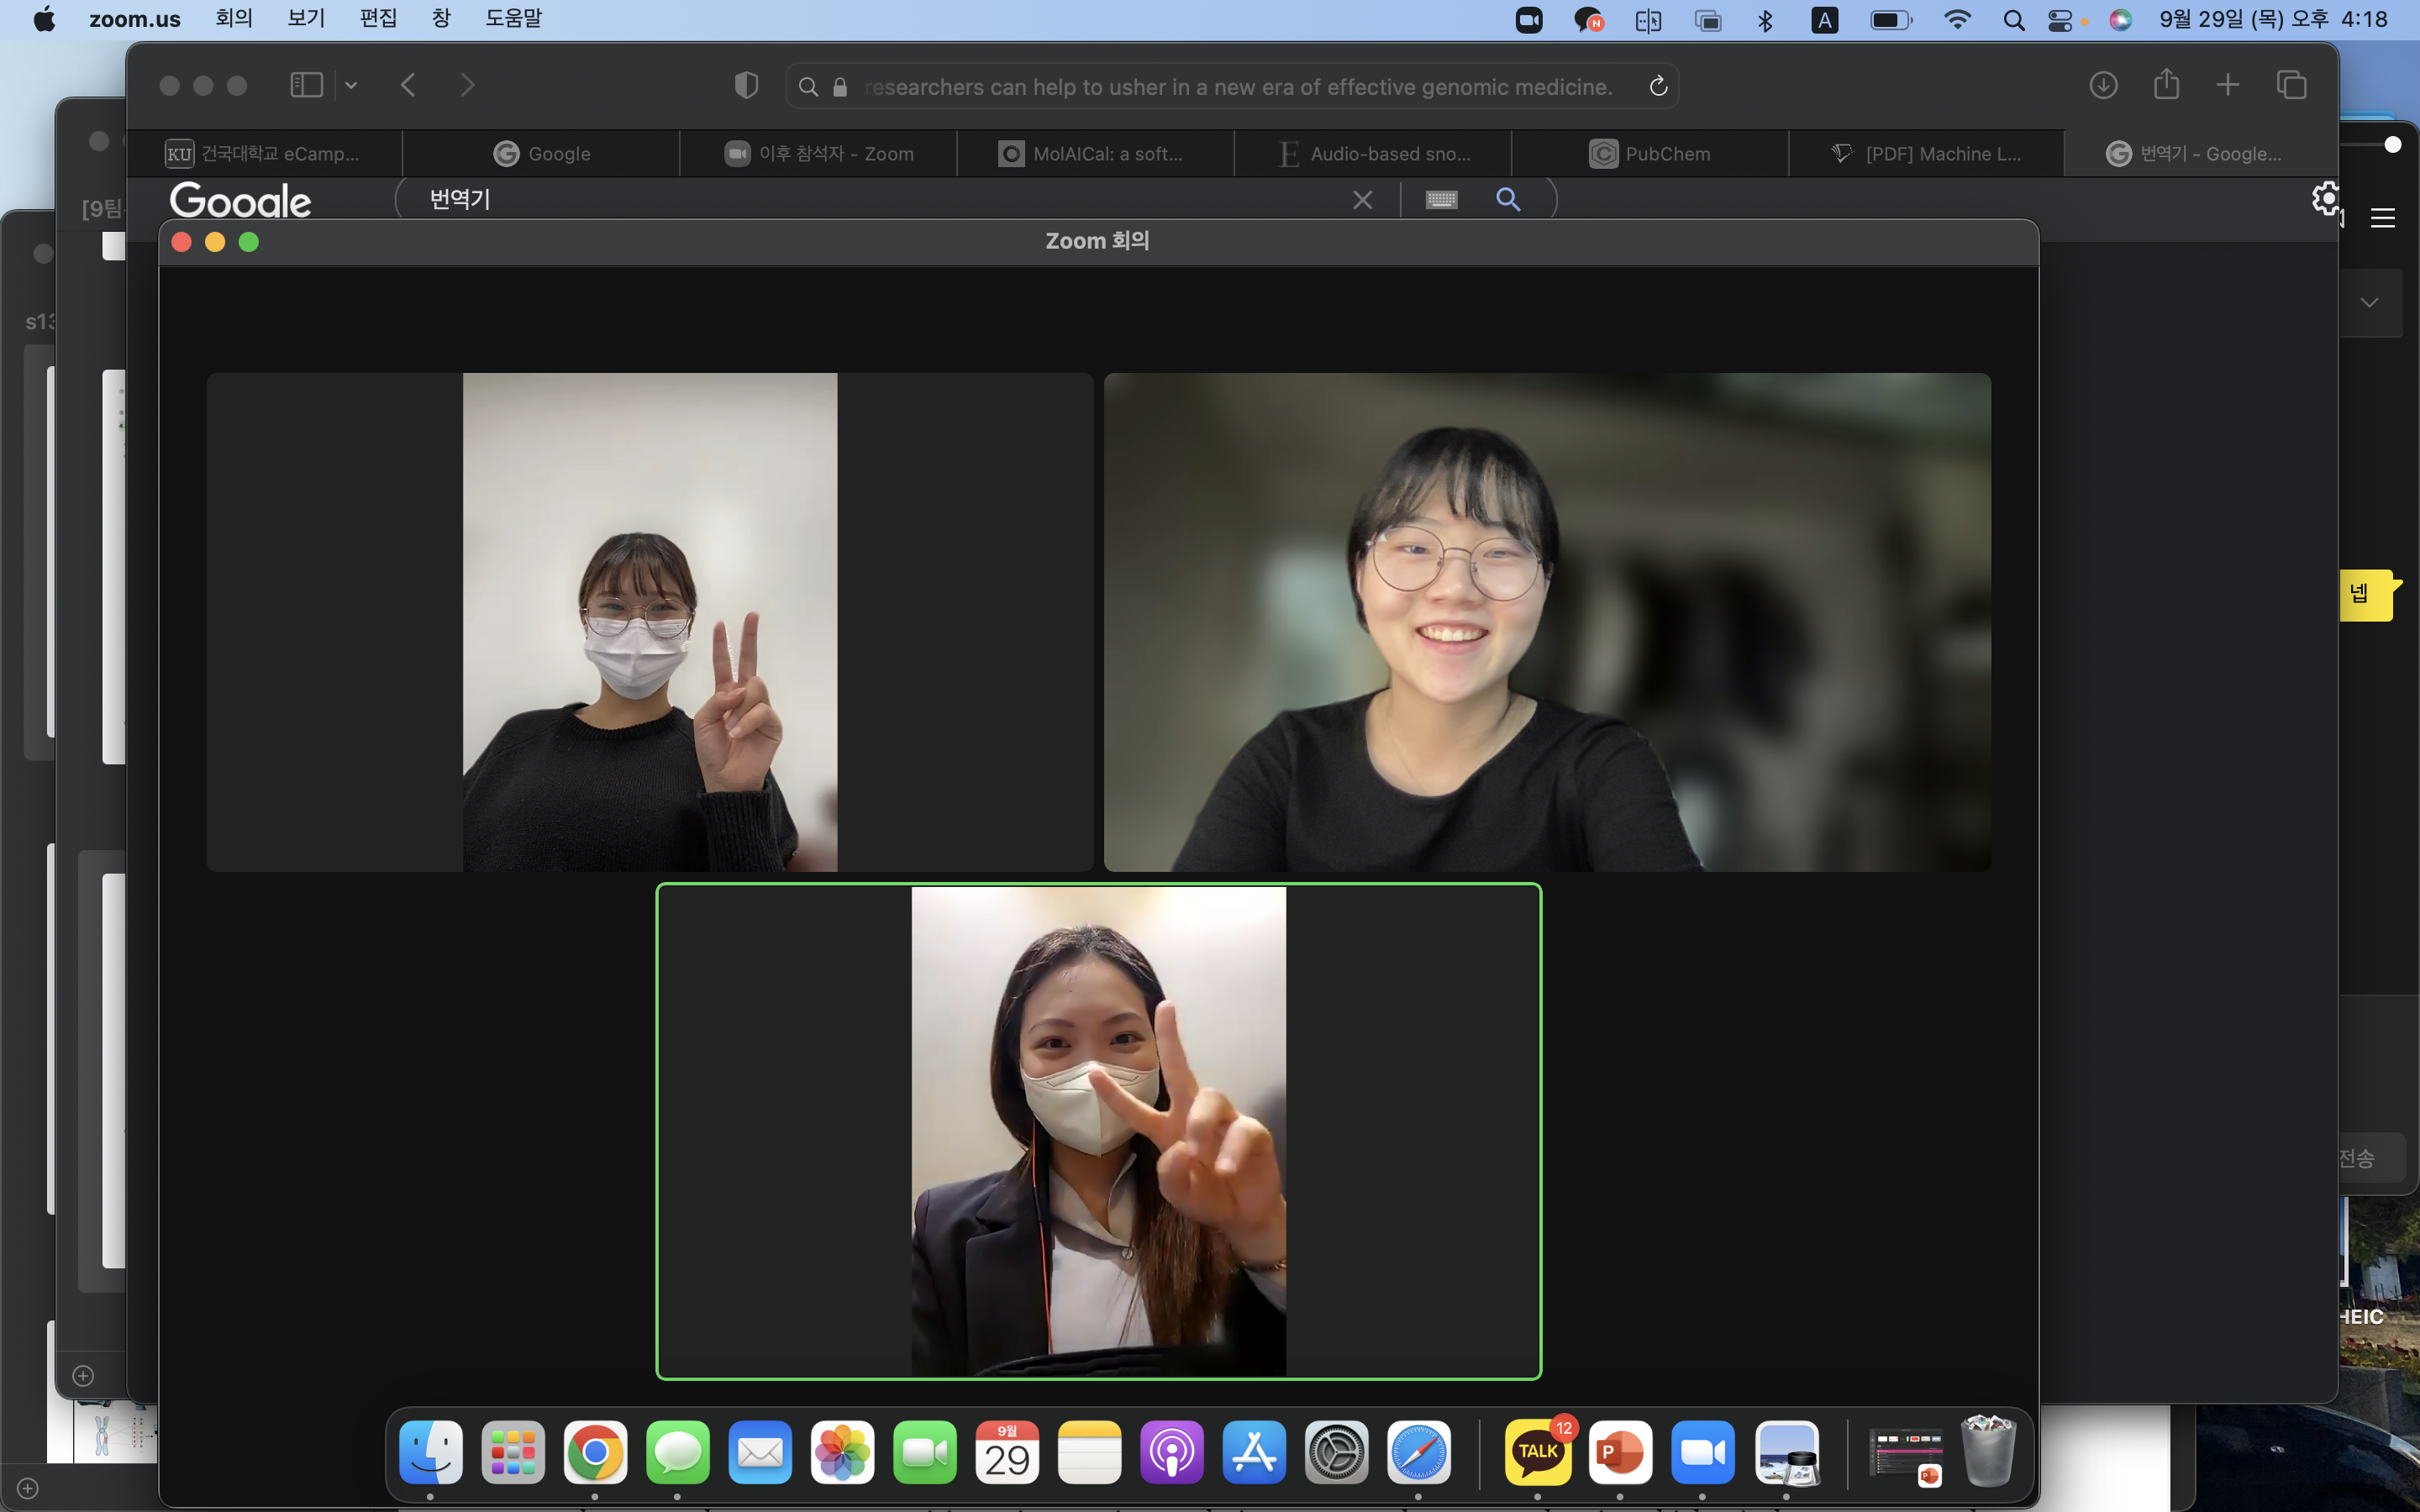 zoom.us 회의 보기 편집 창 도움말 A 9월 29일 (목) 오후 4:18
researchers can help to usher in a new era of effective genomic medicine.
KU 건국대학교 eCamp... Google 이후 참석자 - Zoom MolAICal: a soft... E Audio-based sno... PubChem [PDF] Machine L... 번역기 - Google...
[9팀
Google 번역기
Zoom 회의
s13
넵
전송
HEIC
9월
29
TALK
12
P